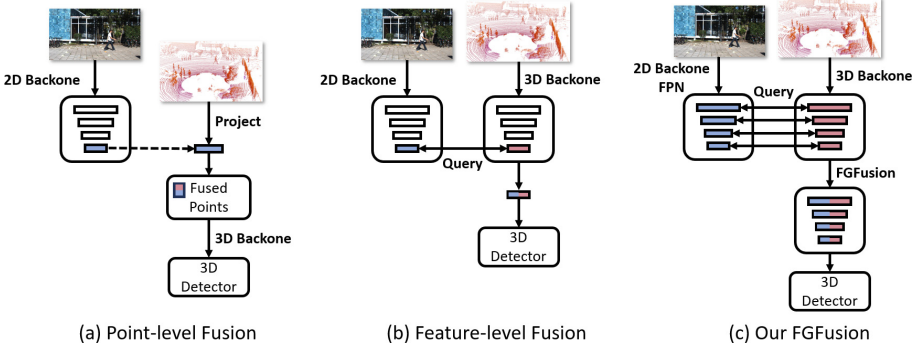 2D Backone
Project
Fused
Points
3D Backone
3D
Detector
(a) Point-level Fusion
2D Backone
3D Backone
Query
3D
Detector
(b) Feature-level Fusion
2D Backone
FPN
3D Backone
Query
FGFusion
3D
Detector
(c) Our FGFusion